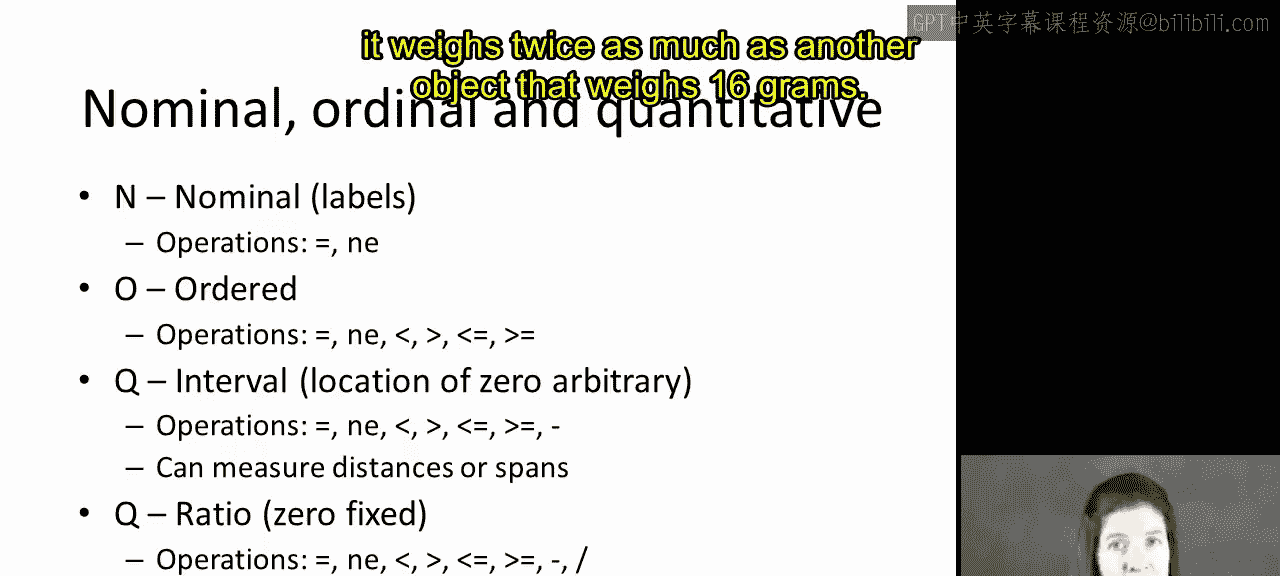 GPT中英字幕课程资源@bilibili.com
it weighs twice as much as another
object that weighs 16 grams.
Nominal, ordinal and quantitative
• N – Nominal (labels)
– Operations: =, ne
• O – Ordered
– Operations: =, ne, <, >, <=, >=
• Q – Interval (location of zero arbitrary)
– Operations: =, ne, <, >, <=, >=, -
– Can measure distances or spans
• Q – Ratio (zero fixed)
– Operations: =, ne, <, >, <=, >=, -, /